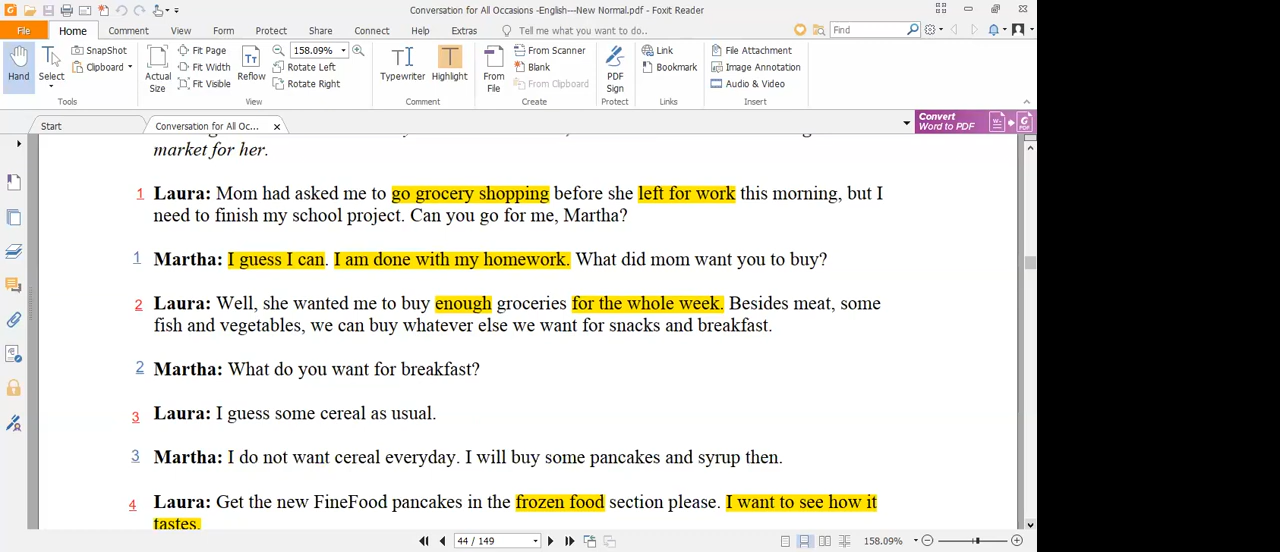 Conversation for All Occasions -English---New Normal.pdf - Foxit Reader
File Home Comment View Form Protect Share Connect Help Extras Tell me what you want to do.. Find
Hand Select SnapShot Clipboard Actual Size Fit Page Fit Width Fit Visible Reflow 158.09% Rotate Left Rotate Right Typewriter Highlight From File From Scanner Blank From Clipboard PDF Sign Link Bookmark File Attachment Image Annotation Audio & Video
Tools View Comment Create Protect Links Insert
Start Conversation for All Oc... Convert Word to PDF
market for her.
1 Laura: Mom had asked me to go grocery shopping before she left for work this morning, but I
need to finish my school project. Can you go for me, Martha?
1 Martha: I guess I can. I am done with my homework. What did mom want you to buy?
2 Laura: Well, she wanted me to buy enough groceries for the whole week. Besides meat, some
fish and vegetables, we can buy whatever else we want for snacks and breakfast.
2 Martha: What do you want for breakfast?
3 Laura: I guess some cereal as usual.
3 Martha: I do not want cereal everyday. I will buy some pancakes and syrup then.
4 Laura: Get the new FineFood pancakes in the frozen food section please. I want to see how it
tastes.
44 / 149 158.09%